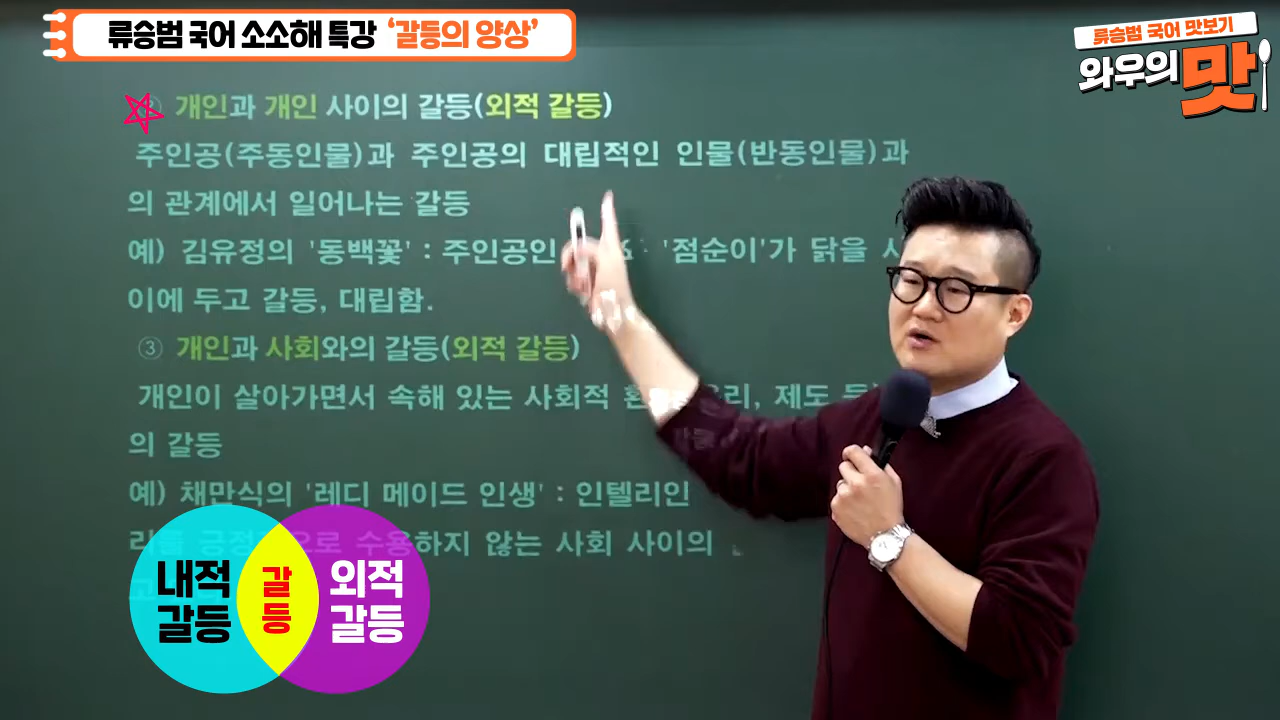 류승범 국어 소소해 특강 '갈등의 양상'
류승범 국어 맛보기
와우의 맛
개인과 개인 사이의 갈등(외적 갈등)
주인공(주동인물)과 주인공의 대립적인 인물(반동인물)과
의 관계에서 일어나는 갈등
예) 김유정의 '동백꽃' : 주인공인 '점순이'가 닭을 사
이에 두고 갈등, 대립함.
③ 개인과 사회와의 갈등(외적 갈등)
개인이 살아가면서 속해 있는 사회적 제도
의 갈등
예) 채만식의 '레디 메이드 인생' : 인텔리인
수용하지 않는 사회 사이의
내적
갈등
갈
등
외적
갈등